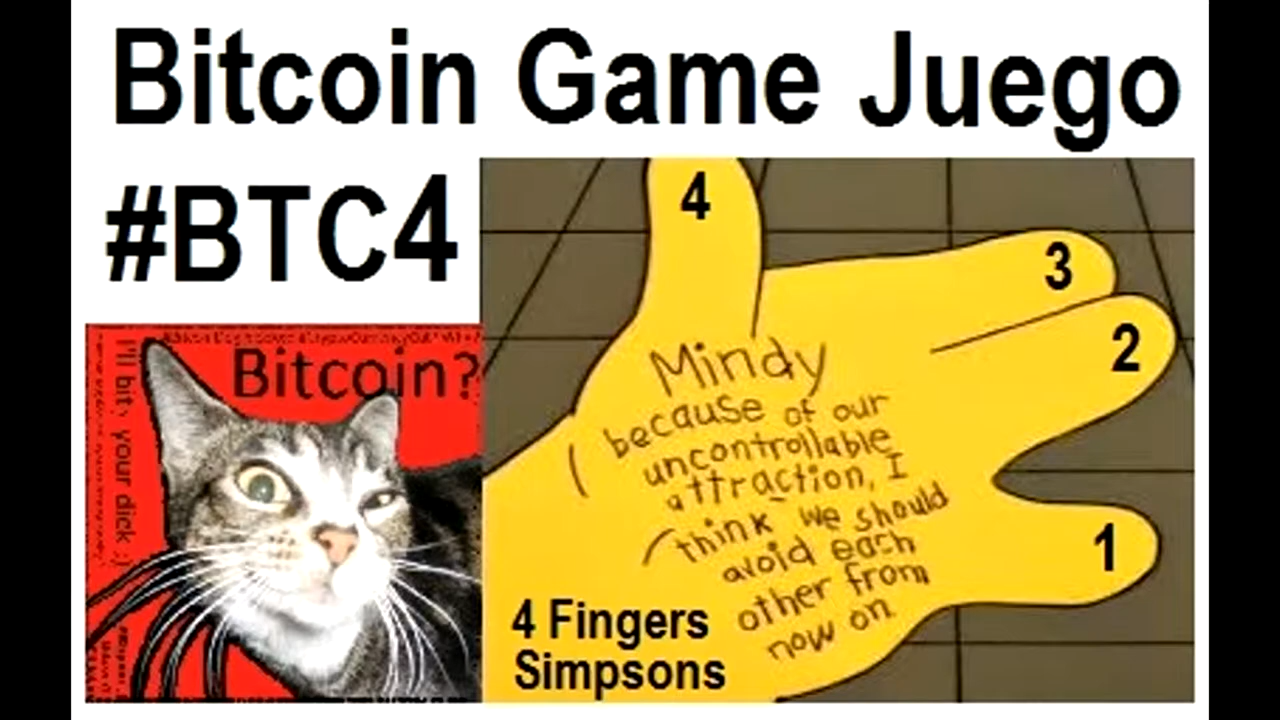 Bitcoin Game Juego
#BTC4
Bitcoin?
I'll bit, your dick :)
4
3
2
1
Mindy
because of our
uncontrollable
attraction, I
think we should
avoid each
other from
now on
4 Fingers
Simpsons